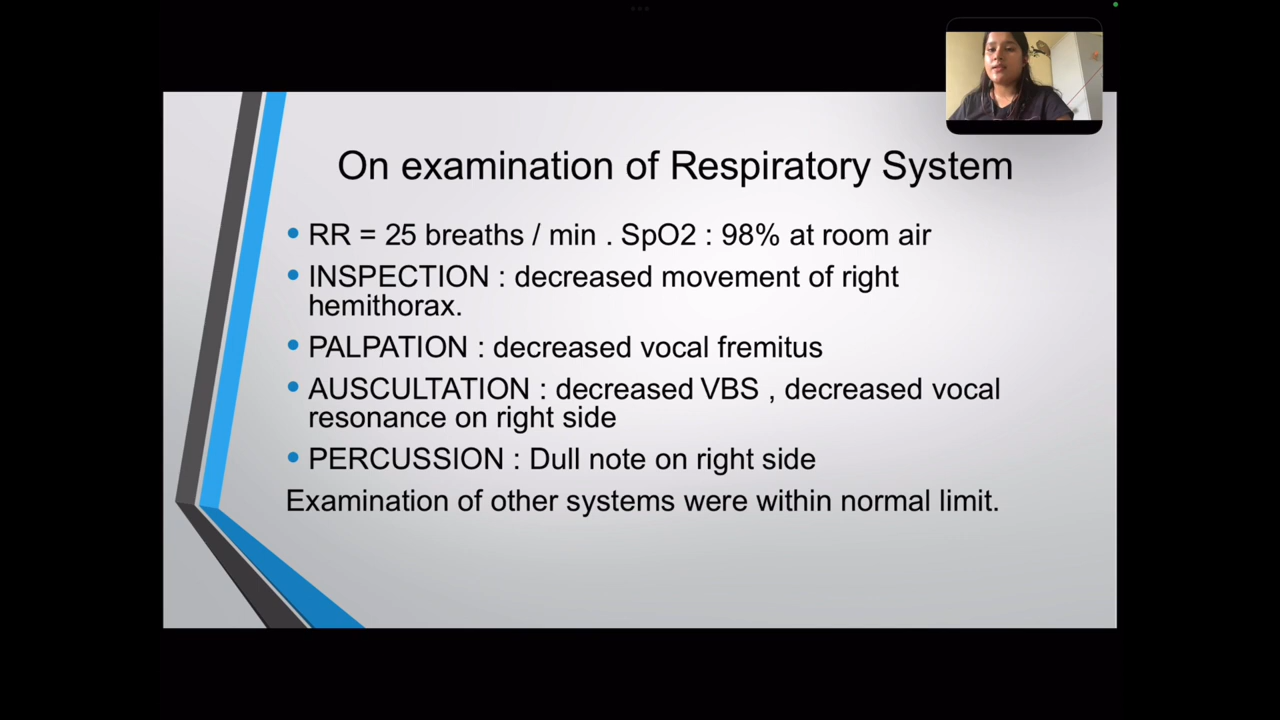 On examination of Respiratory System
• RR = 25 breaths / min . SpO2 : 98% at room air
• INSPECTION : decreased movement of right
hemithorax.
• PALPATION : decreased vocal fremitus
• AUSCULTATION : decreased VBS , decreased vocal
resonance on right side
• PERCUSSION : Dull note on right side
Examination of other systems were within normal limit.